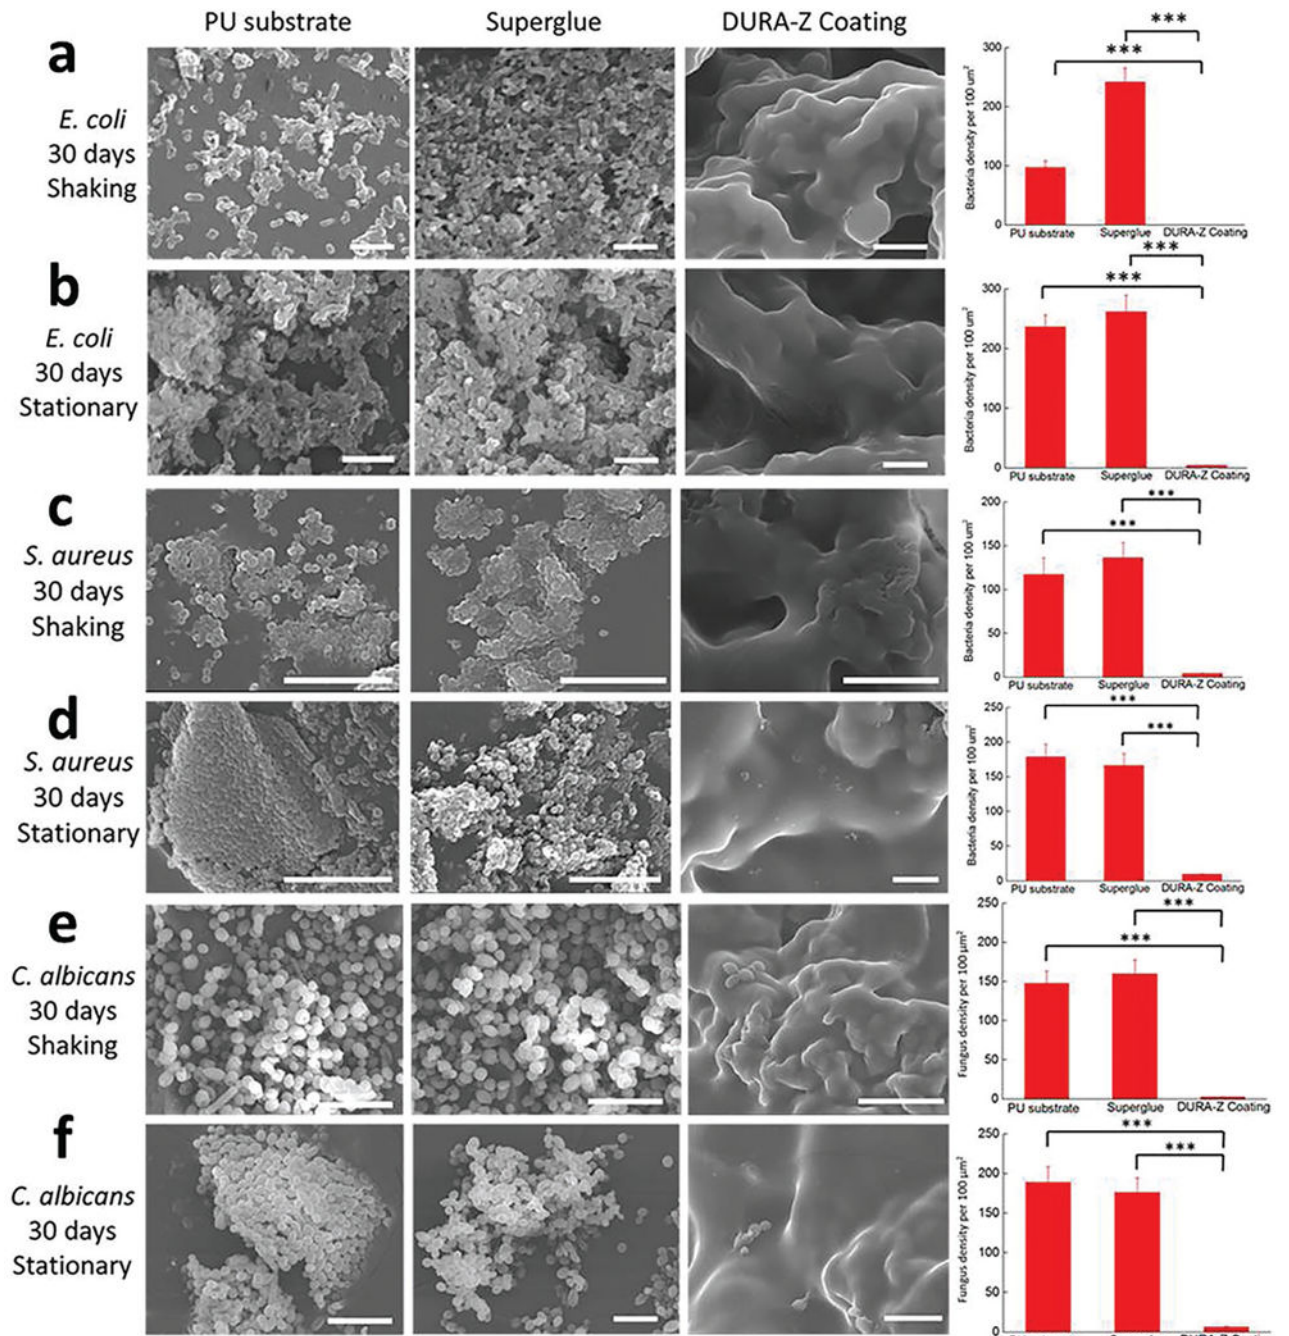 PU substrate
Superglue
DURA-Z Coating
a
E. coli
30 days
Shaking
***
***
Bacteria density per 100 um²
300
200
100
0
PU substrate
Superglue
DURA-Z Coating
b
E. coli
30 days
Stationary
***
***
Bacteria density per 100 um²
300
200
100
0
PU substrate
Superglue
DURA-Z Coating
c
S. aureus
30 days
Shaking
***
***
Bacteria density per 100 um²
200
150
100
50
0
PU substrate
Superglue
DURA-Z Coating
d
S. aureus
30 days
Stationary
***
***
Bacteria density per 100 um²
250
200
150
100
50
0
PU substrate
Superglue
DURA-Z Coating
e
C. albicans
30 days
Shaking
***
***
Fungus density per 100 µm²
250
200
150
100
50
0
PU substrate
Superglue
DURA-Z Coating
f
C. albicans
30 days
Stationary
***
***
Fungus density per 100 µm²
250
200
150
100
50
0